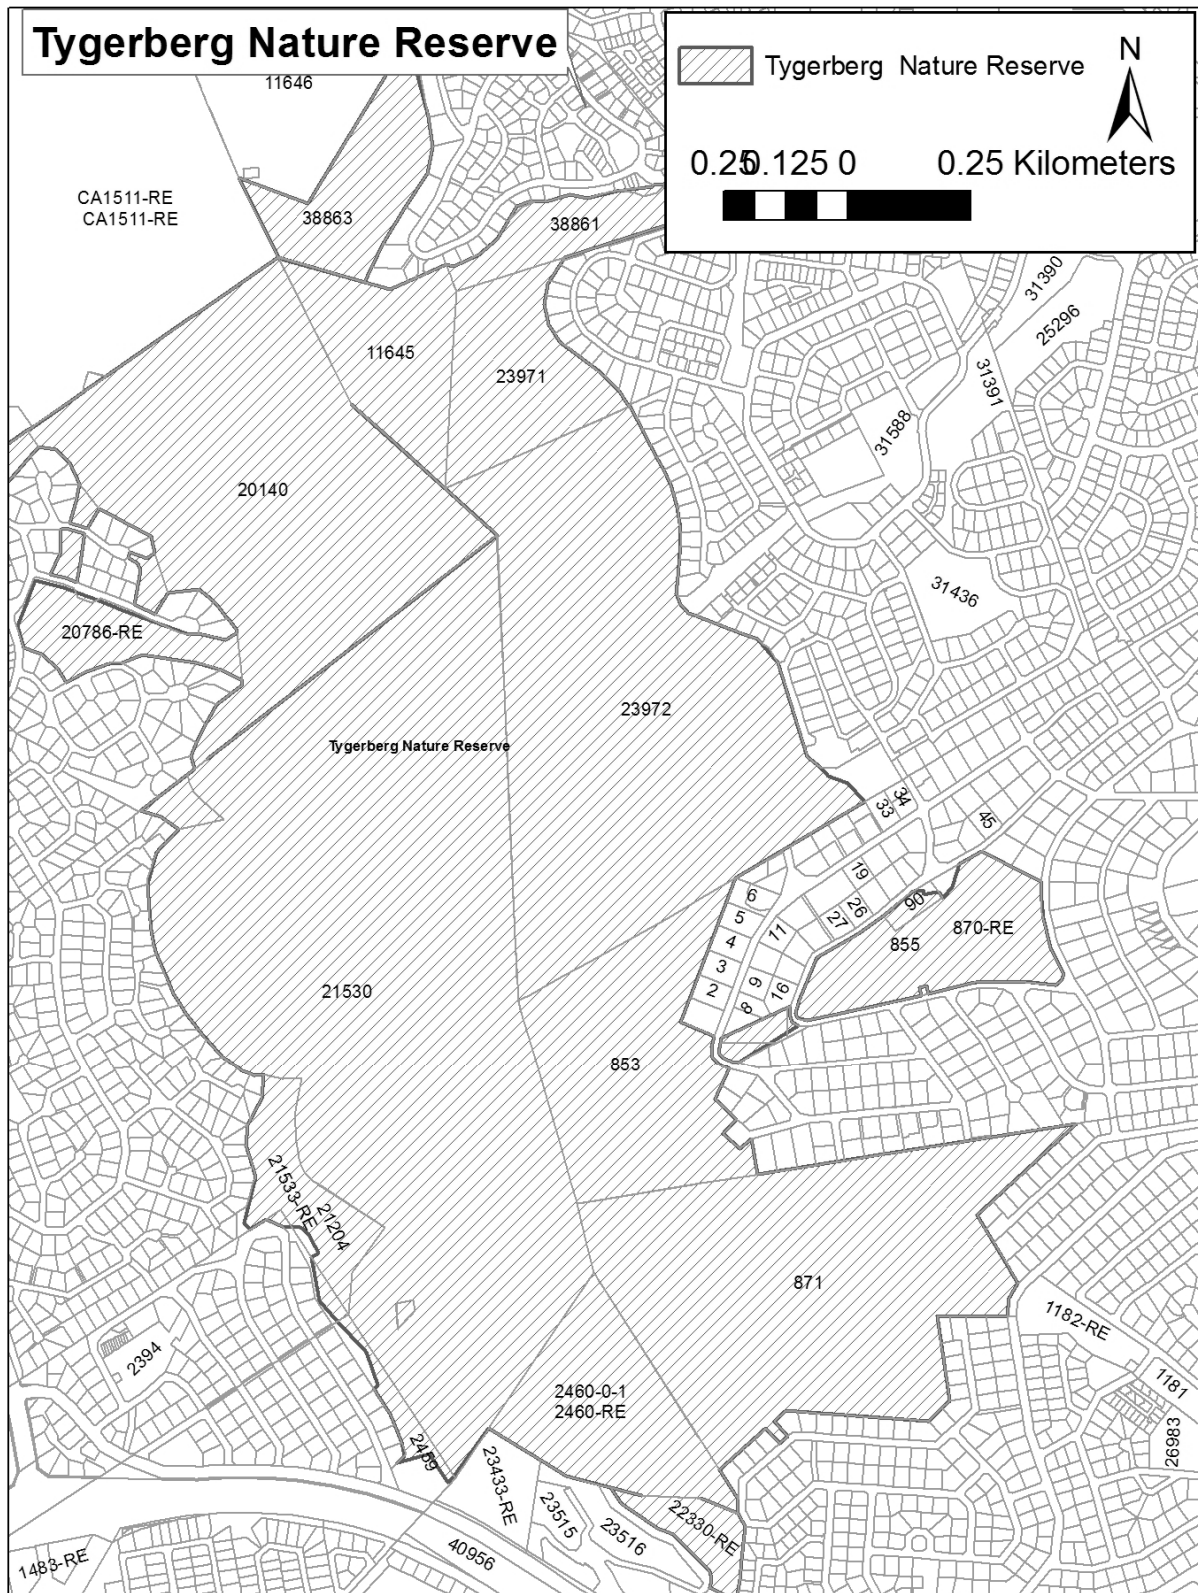 Tygerberg Nature Reserve
Tygerberg Nature Reserve
N
0.25 0.125 0 0.25 Kilometers
11646
CA1511-RE
CA1511-RE
38863
38861
31390
25296
11645
23971
31391
31588
20140
31436
20786-RE
23972
Tygerberg Nature Reserve
34
33
45
6
19
5
26
90
27
11
4
855
870-RE
3
9
2
16
21530
8
853
21533-RE
21204
871
1182-RE
2394
1181
2460-0-1
2460-RE
26983
2459
23433-RE
23515
23516
22330-RE
40956
1483-RE